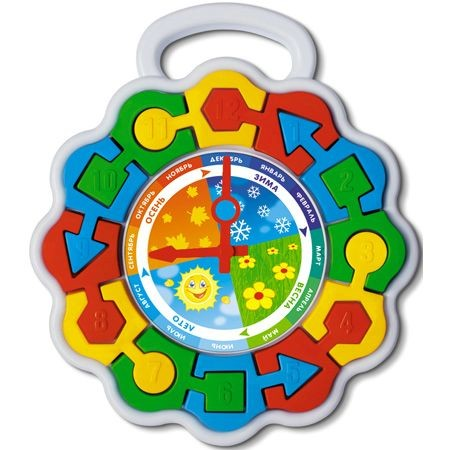 12
1
2
3
4
5
6
7
8
9
10
11
ДЕКАБРЬ
ЯНВАРЬ
ФЕВРАЛЬ
МАРТ
АПРЕЛЬ
МАЙ
ИЮНЬ
ИЮЛЬ
АВГУСТ
СЕНТЯБРЬ
ОКТЯБРЬ
НОЯБРЬ
ЗИМА
ВЕСНА
ЛЕТО
ОСЕНЬ